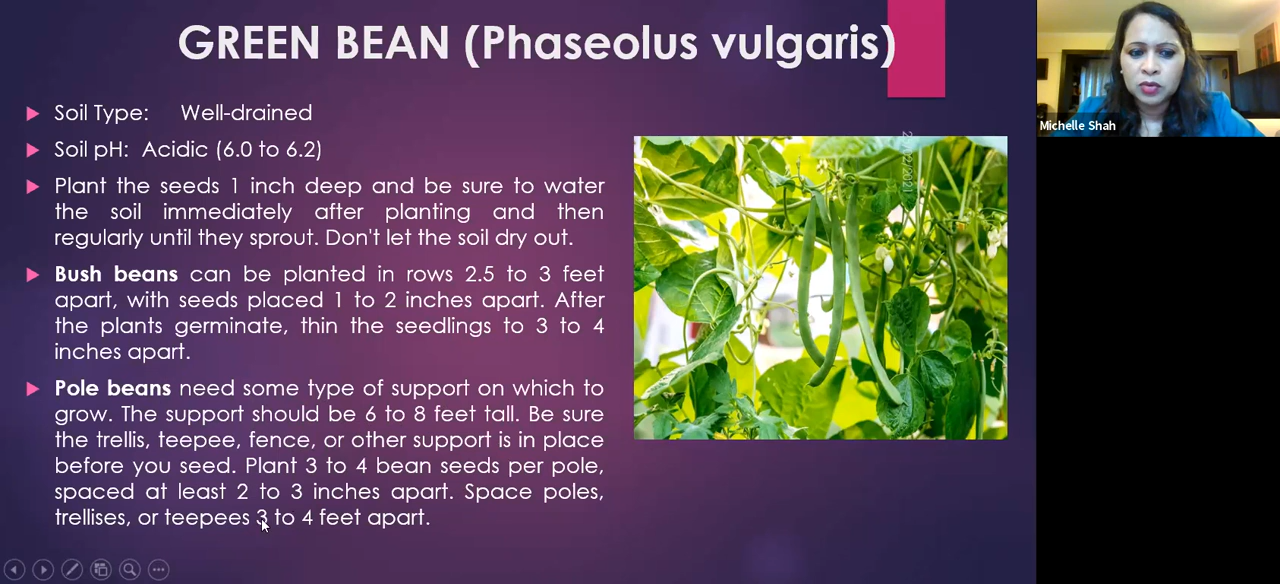 GREEN BEAN (Phaseolus vulgaris)
Soil Type: Well-drained
Soil pH: Acidic (6.0 to 6.2)
Plant the seeds 1 inch deep and be sure to water
the soil immediately after planting and then
regularly until they sprout. Don't let the soil dry out.
Bush beans can be planted in rows 2.5 to 3 feet
apart, with seeds placed 1 to 2 inches apart. After
the plants germinate, thin the seedlings to 3 to 4
inches apart.
Pole beans need some type of support on which to
grow. The support should be 6 to 8 feet tall. Be sure
the trellis, teepee, fence, or other support is in place
before you seed. Plant 3 to 4 bean seeds per pole,
spaced at least 2 to 3 inches apart. Space poles,
trellises, or teepees 3 to 4 feet apart.
Michelle Shah